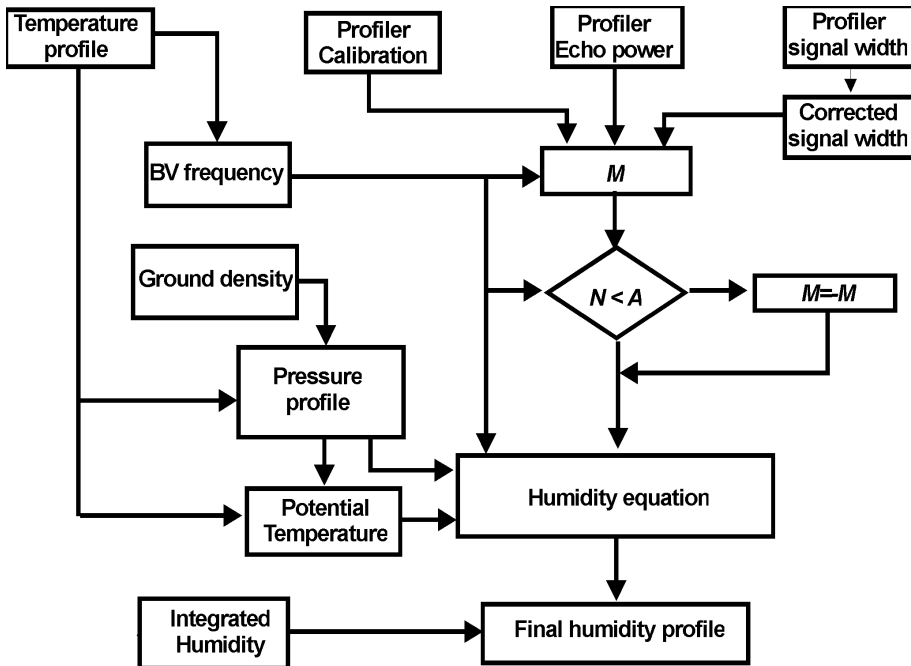 Temperature
profile
Profiler
Calibration
Profiler
Echo power
Profiler
signal width
Corrected
signal width
BV frequency
M
Ground density
N < A
M=-M
Pressure
profile
Humidity equation
Potential
Temperature
Integrated
Humidity
Final humidity profile